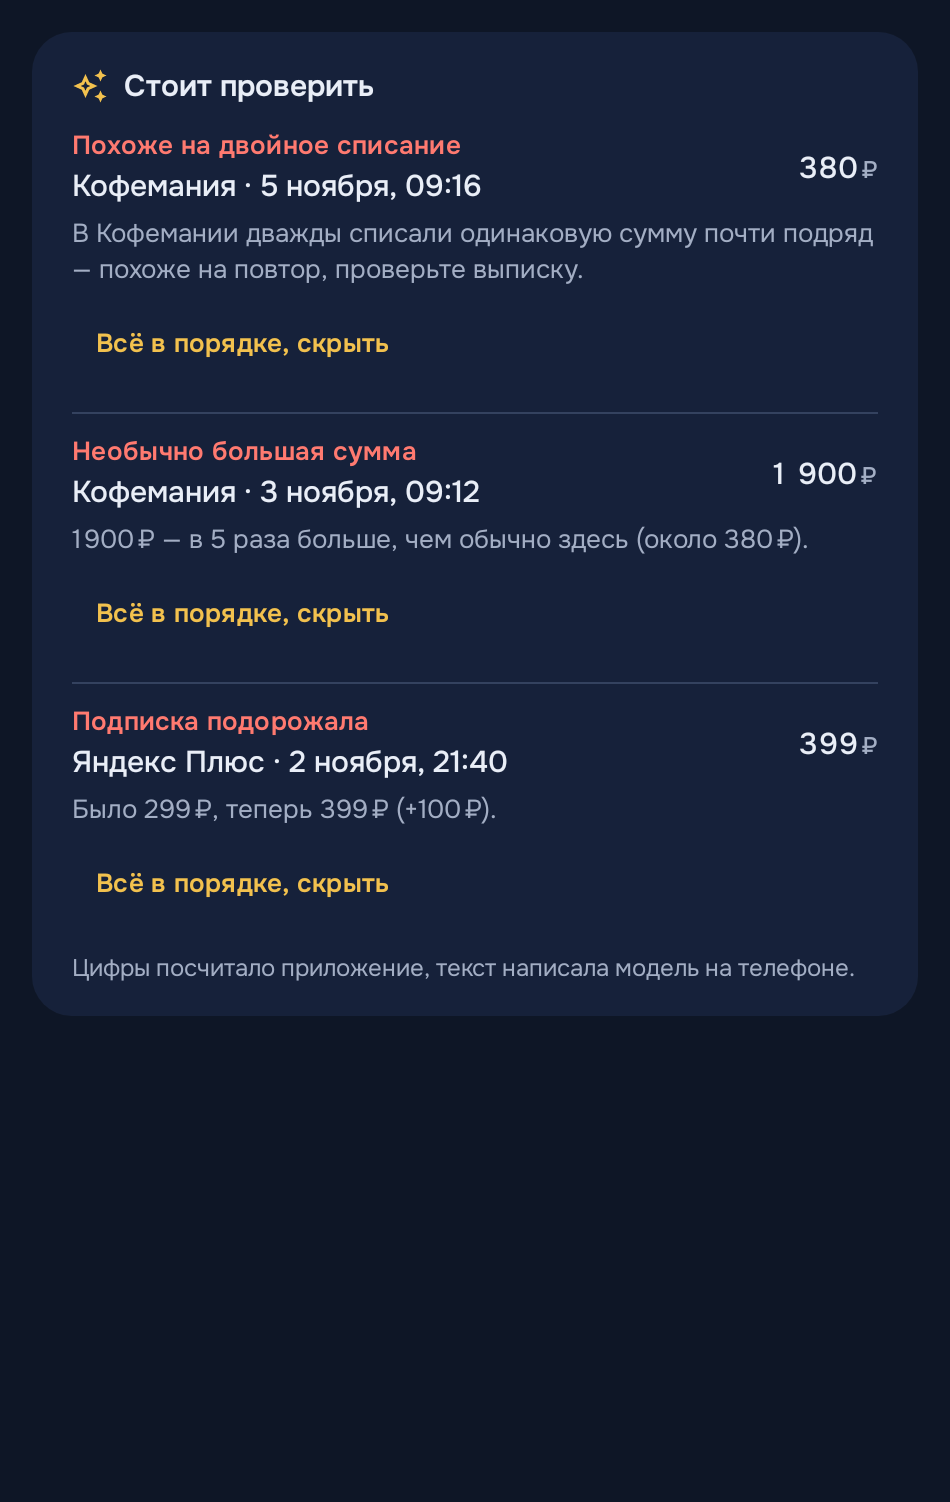 Стоит проверить
Похоже на двойное списание
Кофемания · 5 ноября, 09:16
380 ₽
В Кофемании дважды списали одинаковую сумму почти подряд
— похоже на повтор, проверьте выписку.
Всё в порядке, скрыть
Необычно большая сумма
Кофемания · 3 ноября, 09:12
1 900 ₽
1 900 ₽ — в 5 раза больше, чем обычно здесь (около 380 ₽).
Всё в порядке, скрыть
Подписка подорожала
Яндекс Плюс · 2 ноября, 21:40
399 ₽
Было 299 ₽, теперь 399 ₽ (+100 ₽).
Всё в порядке, скрыть
Цифры посчитало приложение, текст написала модель на телефоне.